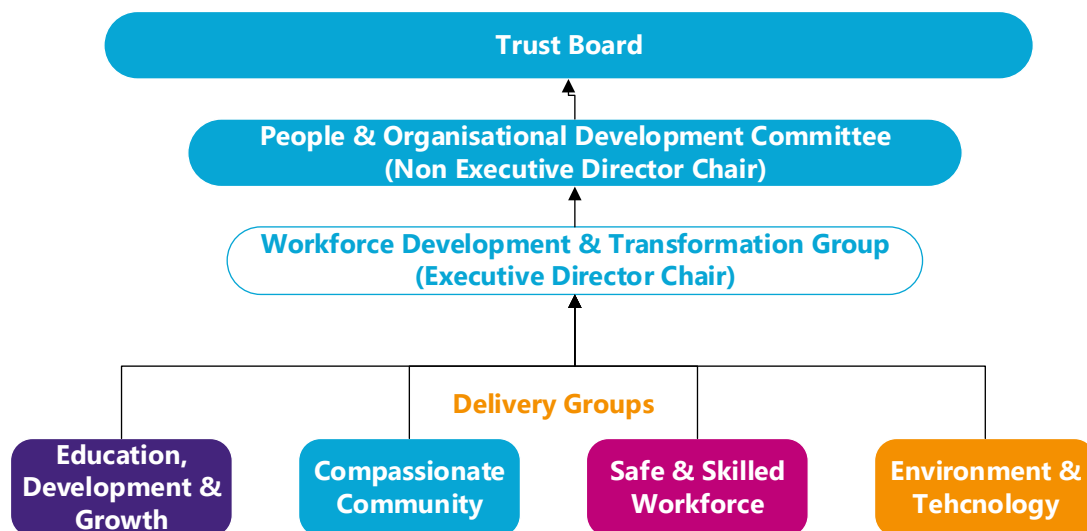 Trust Board
People & Organisational Development Committee
(Non Executive Director Chair)
Workforce Development & Transformation Group
(Executive Director Chair)
Delivery Groups
Education,
Development &
Growth
Compassionate
Community
Safe & Skilled
Workforce
Environment &
Tehcnology